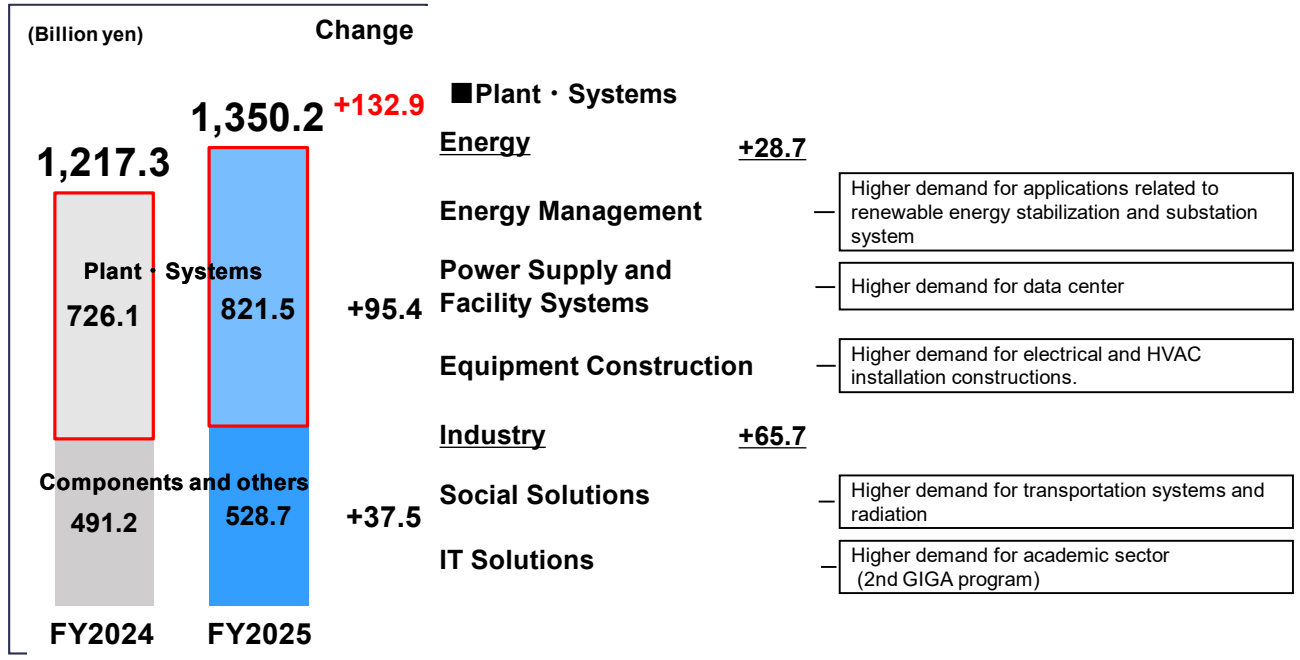 (Billion yen)
Change
1,217.3
1,350.2
+132.9
Plant・Systems
726.1
821.5
+95.4
Components and others
491.2
528.7
+37.5
FY2024
FY2025
■Plant・Systems
Energy +28.7
Energy Management
Higher demand for applications related to
renewable energy stabilization and substation
system
Power Supply and
Facility Systems
Higher demand for data center
Equipment Construction
Higher demand for electrical and HVAC
installation constructions.
Industry +65.7
Social Solutions
Higher demand for transportation systems and
radiation
IT Solutions
Higher demand for academic sector
(2nd GIGA program)